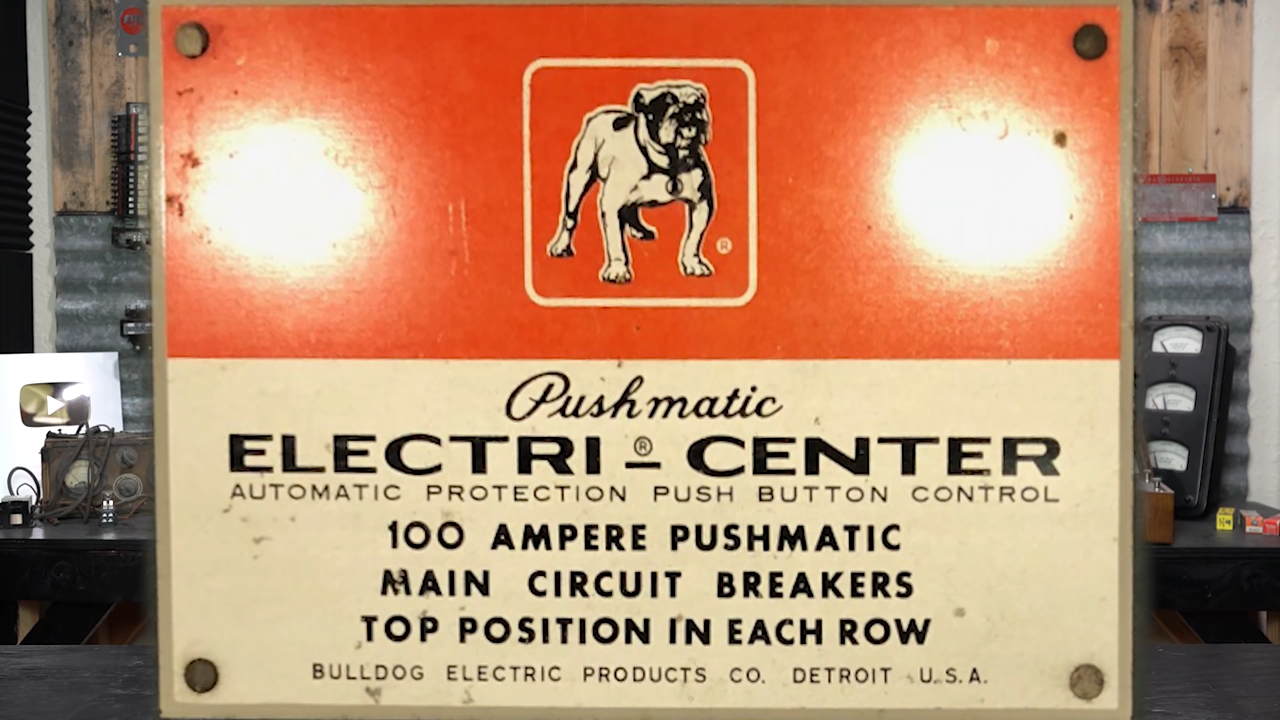 ®
Pushmatic
ELECTRI-®CENTER
AUTOMATIC PROTECTION PUSH BUTTON CONTROL
100 AMPERE PUSHMATIC
MAIN CIRCUIT BREAKERS
TOP POSITION IN EACH ROW
BULLDOG ELECTRIC PRODUCTS CO. DETROIT U.S.A.